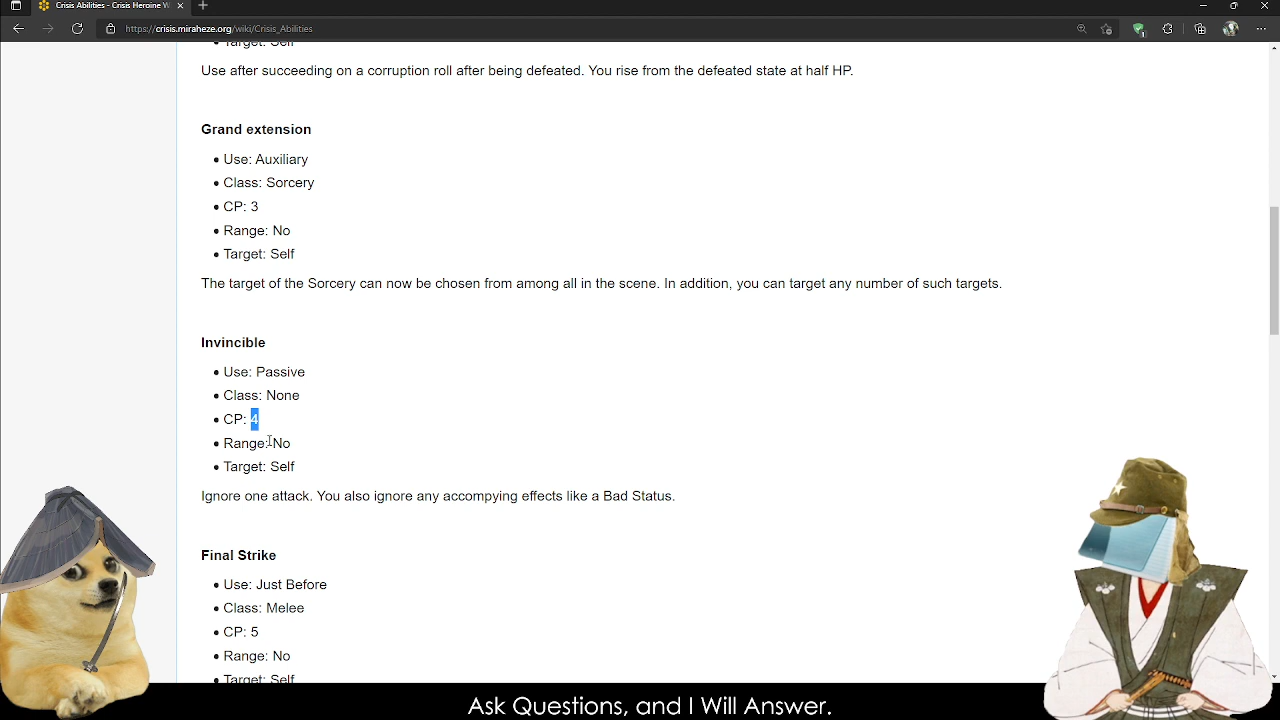 Crisis Abilities - Crisis Heroine W
https://crisis.miraheze.org/wiki/Crisis_Abilities
Target: Self
Use after succeeding on a corruption roll after being defeated. You rise from the defeated state at half HP.
Grand extension
Use: Auxiliary
Class: Sorcery
CP: 3
Range: No
Target: Self
The target of the Sorcery can now be chosen from among all in the scene. In addition, you can target any number of such targets.
Invincible
Use: Passive
Class: None
CP: 4
Range: No
Target: Self
Ignore one attack. You also ignore any accompying effects like a Bad Status.
Final Strike
Use: Just Before
Class: Melee
CP: 5
Range: No
Target: Self
Ask Questions, and I Will Answer.